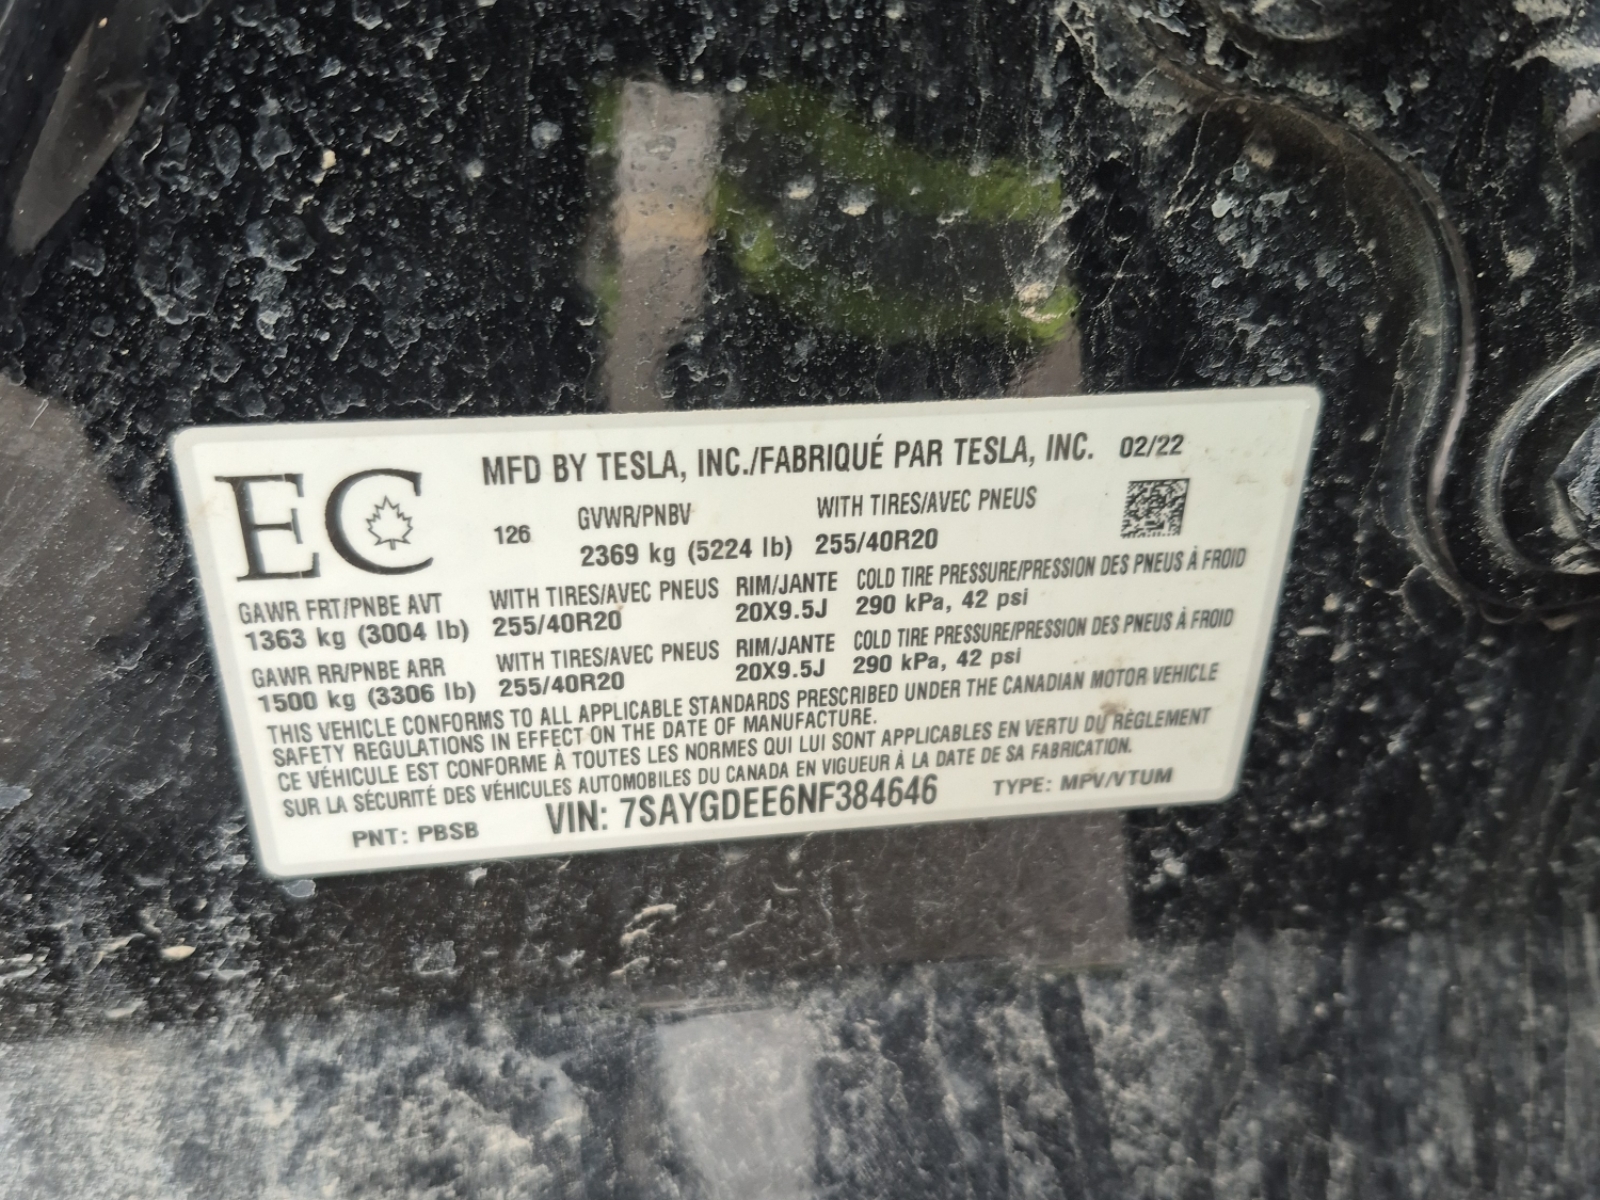 EC MFD BY TESLA, INC./FABRIQUÉ PAR TESLA, INC. 02/22
126 GVWR/PNBV WITH TIRES/AVEC PNEUS
2369 kg (5224 lb) 255/40R20
GAWR FRT/PNBE AVT WITH TIRES/AVEC PNEUS RIM/JANTE COLD TIRE PRESSURE/PRESSION DES PNEUS À FROID
1363 kg (3004 lb) 255/40R20 20X9.5J 290 kPa, 42 psi
GAWR RR/PNBE ARR WITH TIRES/AVEC PNEUS RIM/JANTE COLD TIRE PRESSURE/PRESSION DES PNEUS À FROID
1500 kg (3306 lb) 255/40R20 20X9.5J 290 kPa, 42 psi
THIS VEHICLE CONFORMS TO ALL APPLICABLE STANDARDS PRESCRIBED UNDER THE CANADIAN MOTOR VEHICLE
SAFETY REGULATIONS IN EFFECT ON THE DATE OF MANUFACTURE.
CE VÉHICULE EST CONFORME À TOUTES LES NORMES QUI LUI SONT APPLICABLES EN VERTU DU RÈGLEMENT
SUR LA SÉCURITÉ DES VÉHICULES AUTOMOBILES DU CANADA EN VIGUEUR À LA DATE DE SA FABRICATION.
PNT: PBSB VIN: 7SAYGDEE6NF384646 TYPE: MPV/VTUM